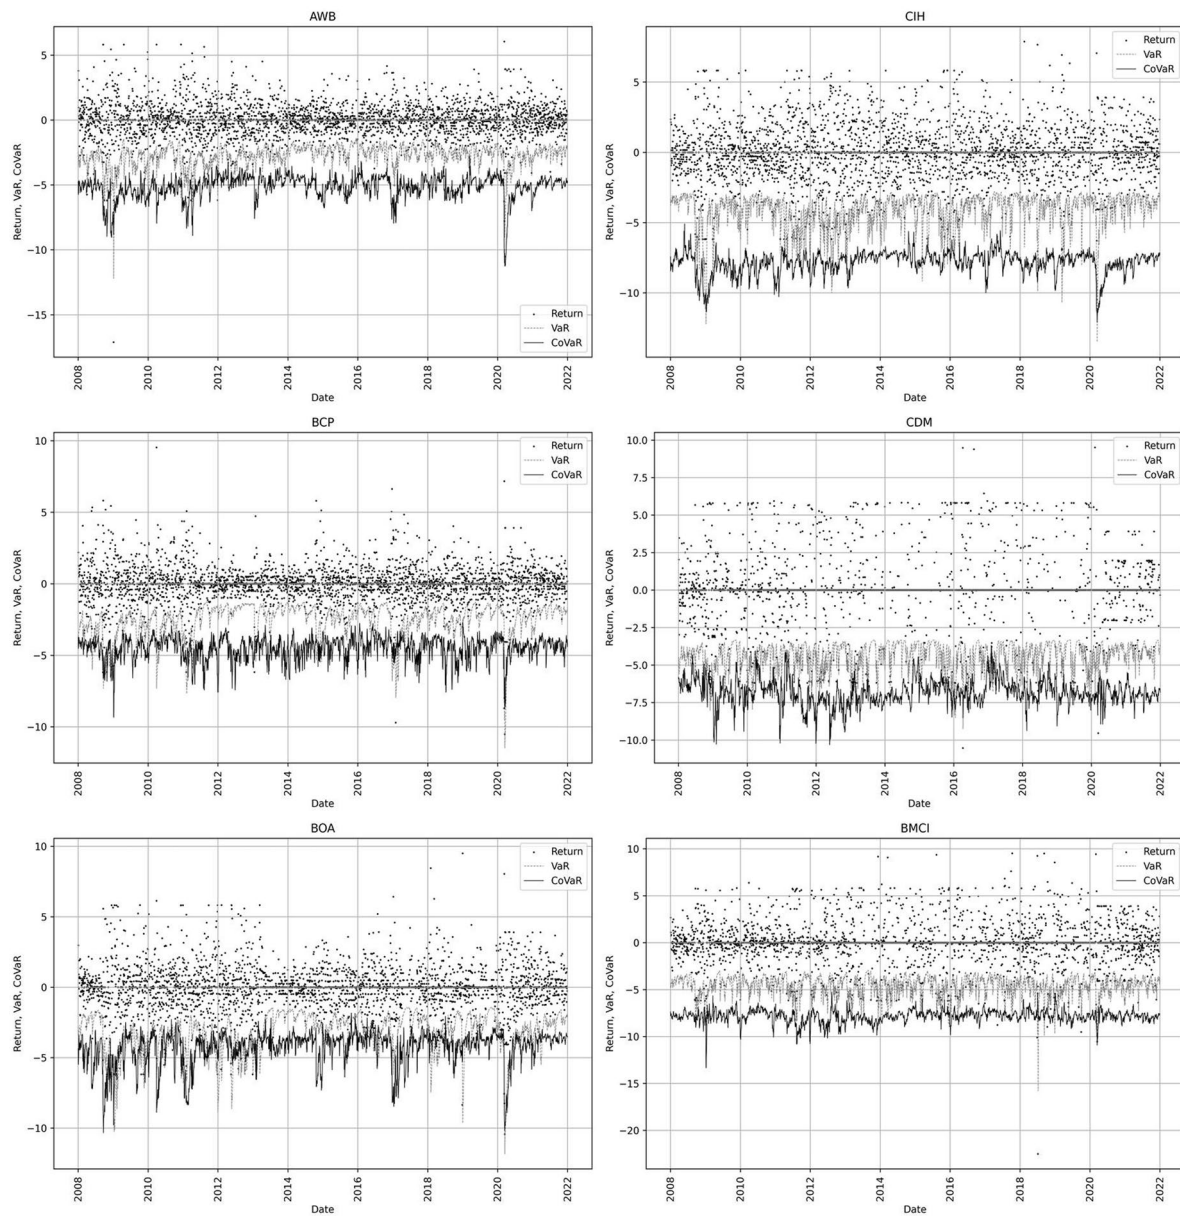 AWB
Return, VaR, CoVaR
5
0
−5
−10
−15
Return
VaR
CoVaR
2008
2010
2012
2014
2016
2018
2020
2022
Date
CIH
Return, VaR, CoVaR
5
0
−5
−10
Return
VaR
CoVaR
2008
2010
2012
2014
2016
2018
2020
2022
Date
BCP
Return, VaR, CoVaR
10
5
0
−5
−10
Return
VaR
CoVaR
2008
2010
2012
2014
2016
2018
2020
2022
Date
CDM
Return, VaR, CoVaR
10.0
7.5
5.0
2.5
0.0
−2.5
−5.0
−7.5
−10.0
Return
VaR
CoVaR
2008
2010
2012
2014
2016
2018
2020
2022
Date
BOA
Return, VaR, CoVaR
10
5
0
−5
−10
Return
VaR
CoVaR
2008
2010
2012
2014
2016
2018
2020
2022
Date
BMCI
Return, VaR, CoVaR
10
5
0
−5
−10
−15
−20
Return
VaR
CoVaR
2008
2010
2012
2014
2016
2018
2020
2022
Date